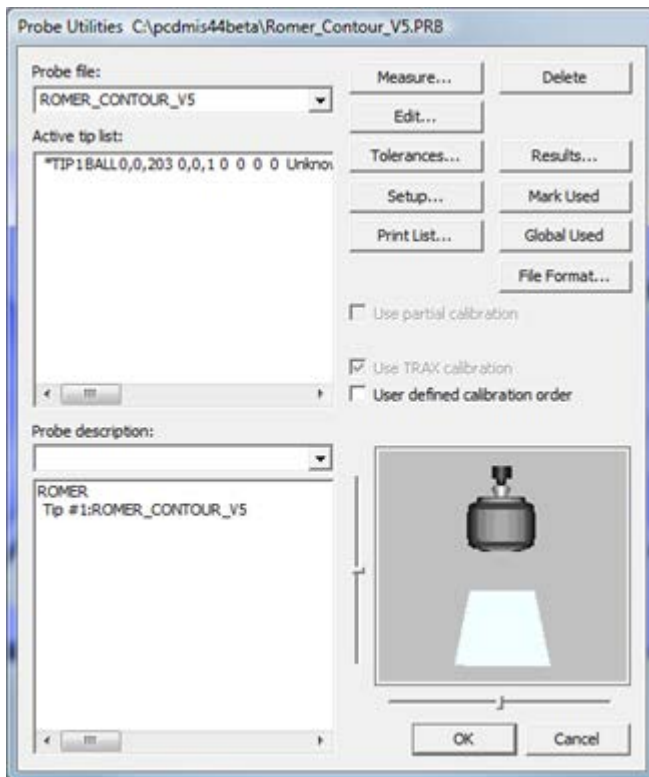 Probe Utilities C:\pcdmis44beta\Romer_Contour_V5.PRB
Probe file:
ROMER_CONTOUR_V5
Active tip list:
*TIP1BALL0,0,203 0,0,1 0 0 0 0 Unknow
Measure...
Delete
Edit...
Tolerances...
Results...
Setup...
Mark Used
Print List...
Global Used
File Format...
Use partial calibration
Use TRAX calibration
User defined calibration order
Probe description:
ROMER
Tip #1:ROMER_CONTOUR_V5
OK
Cancel